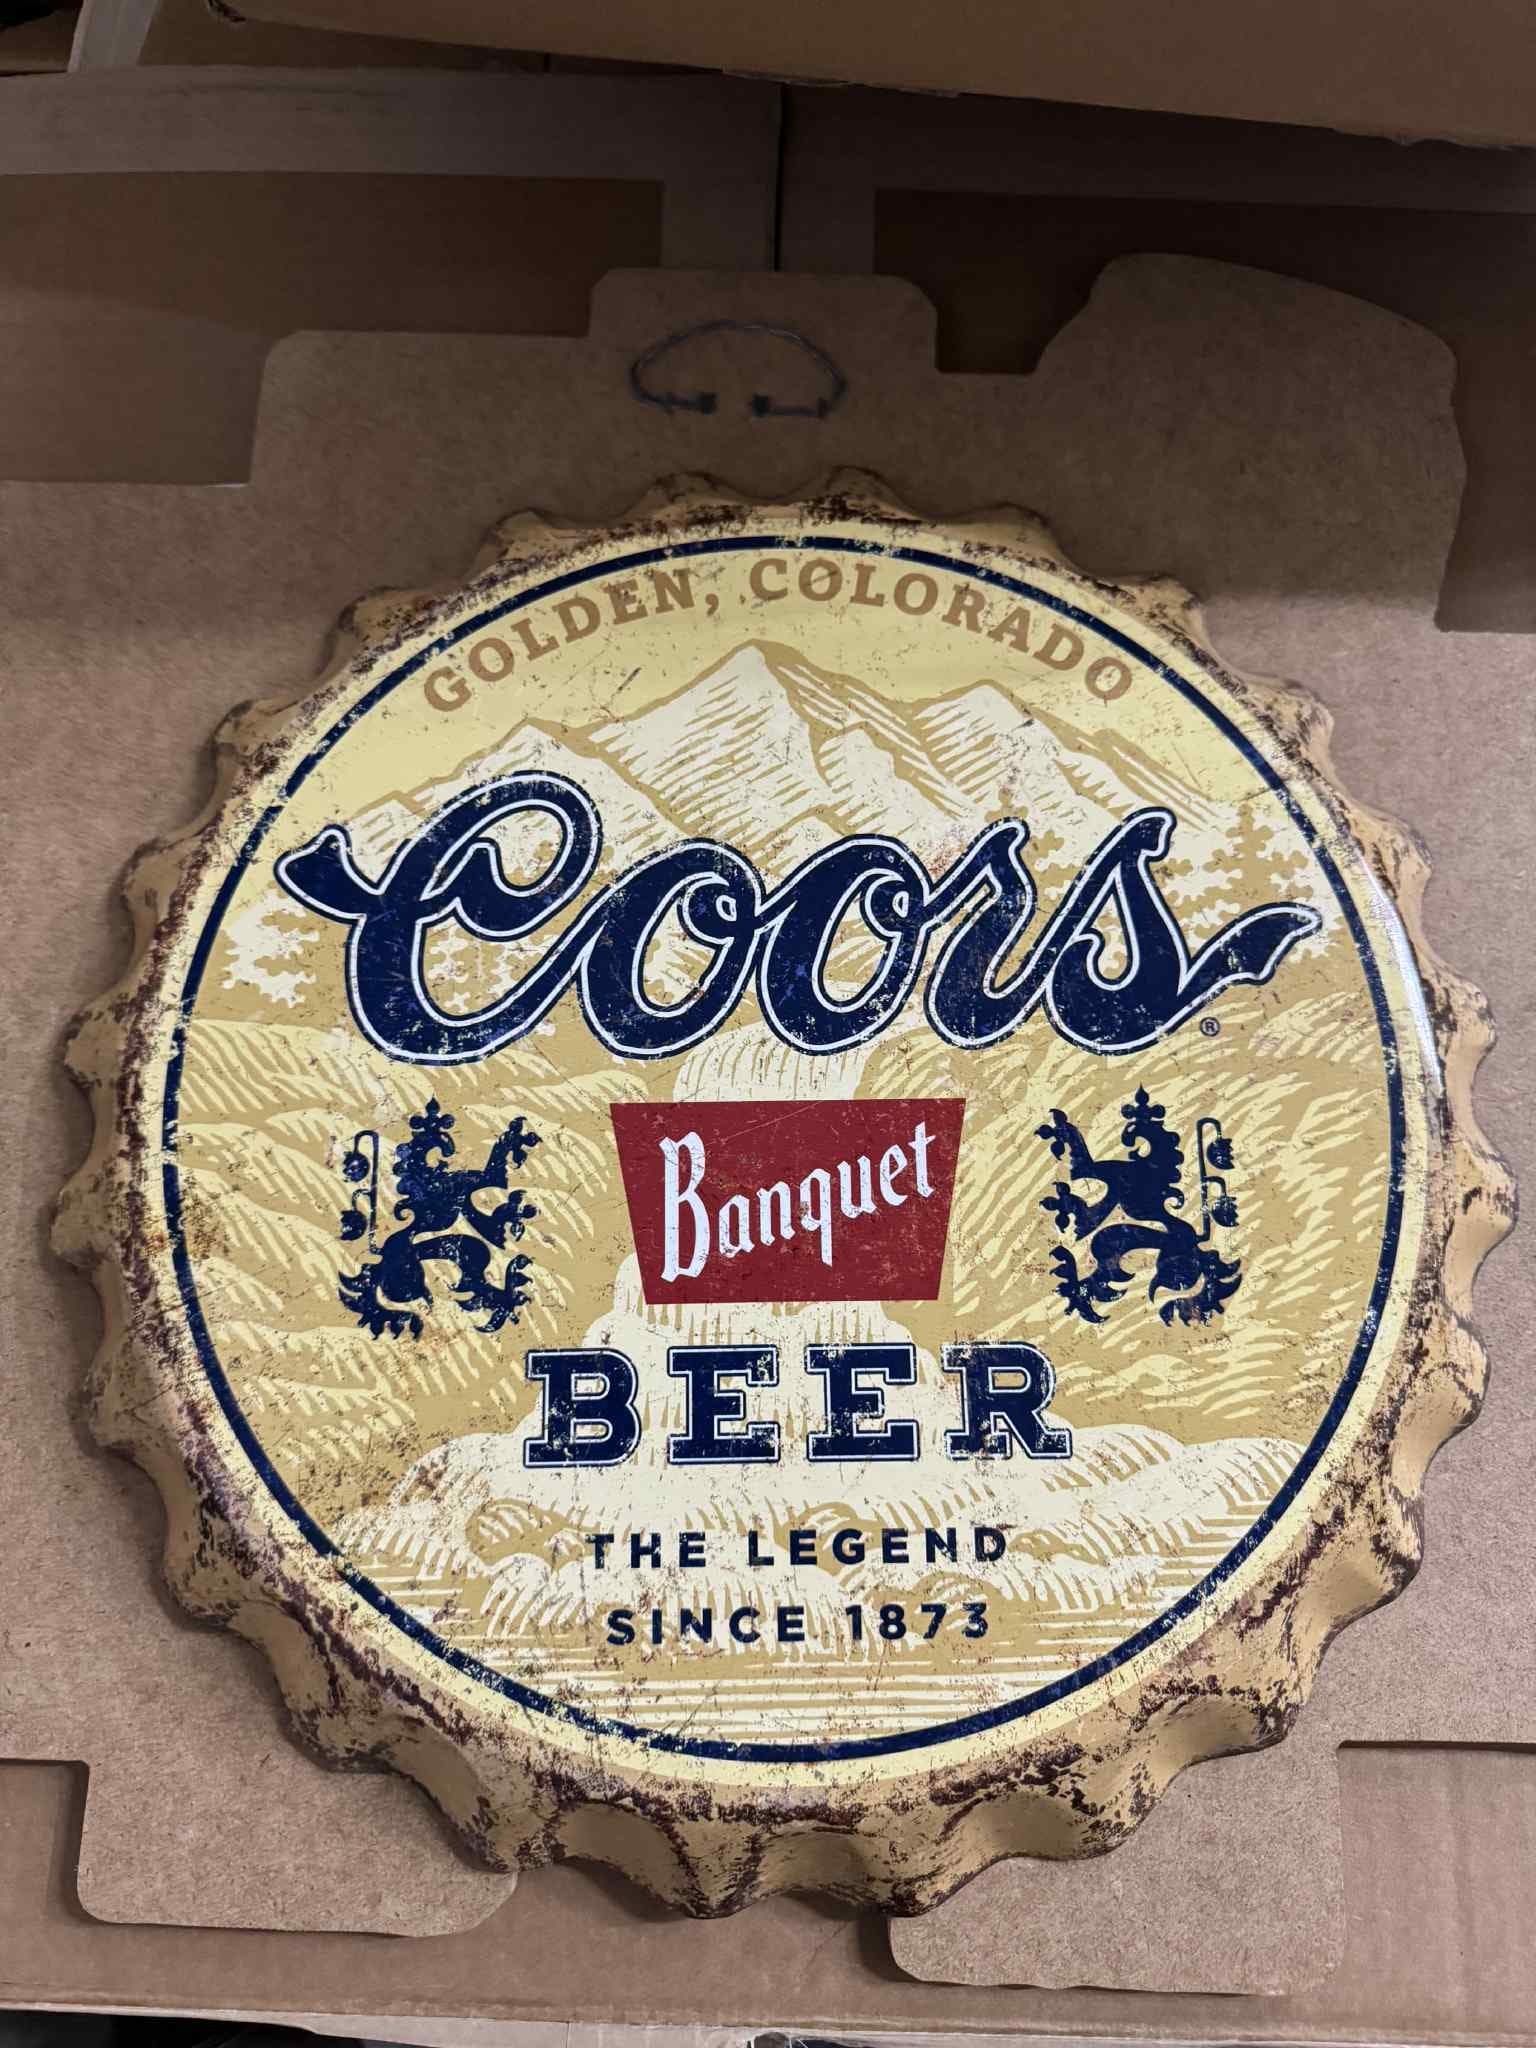 GOLDEN, COLORADO
Coors®
Banquet
BEER
THE LEGEND
SINCE 1873